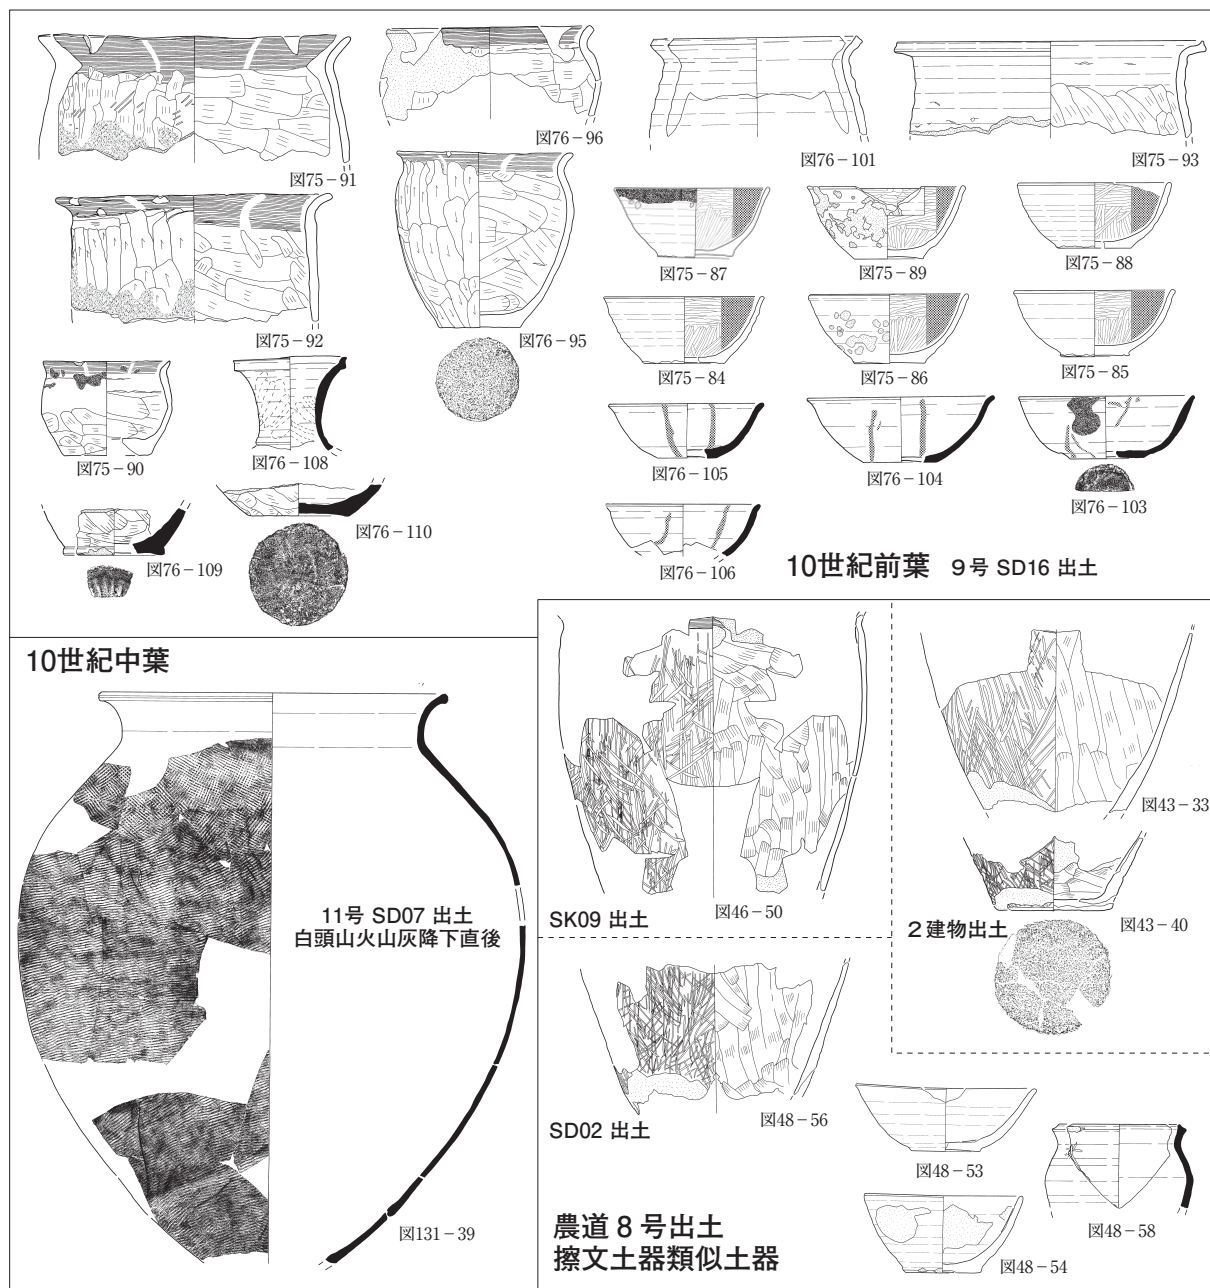 図75－91
図76－96
図76－101
図75－93
図75－92
図76－95
図75－87
図75－89
図75－88
図75－84
図75－86
図75－85
図75－90
図76－108
図76－105
図76－104
図76－103
図76－109
図76－110
図76－106
10世紀前葉 9号 SD16 出土
10世紀中葉
11号 SD07 出土
白頭山火山灰降下直後
図131－39
SK09 出土
図46－50
図43－33
2建物出土
図43－40
SD02 出土
図48－56
図48－53
図48－58
図48－54
農道8号出土
擦文土器類似土器